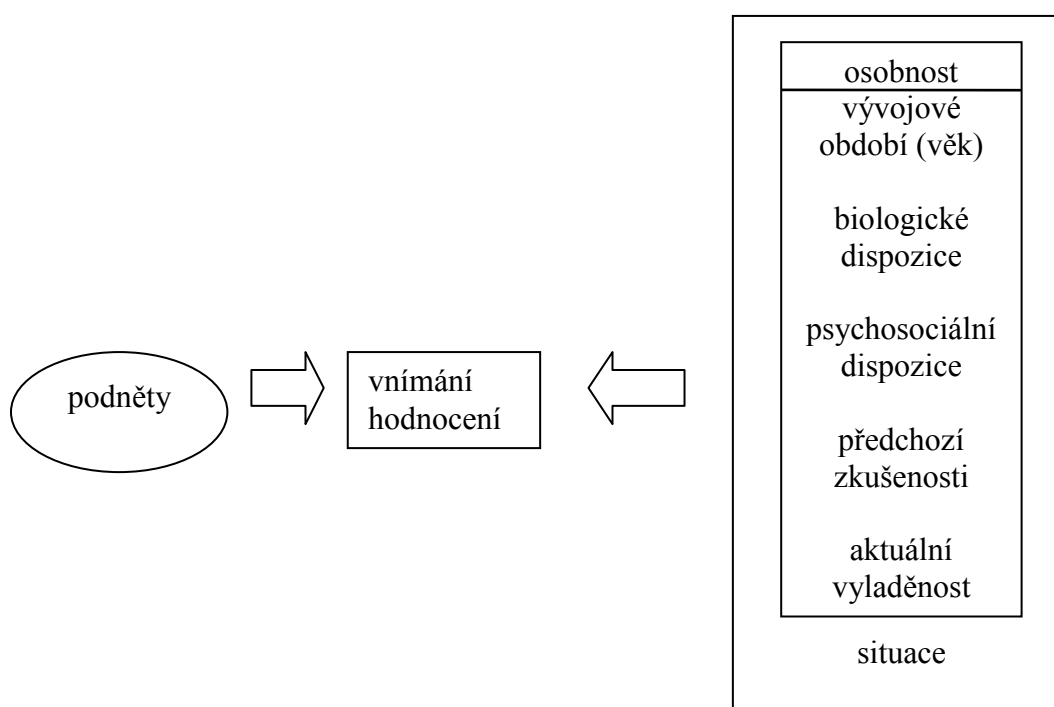 podněty
vnímání
hodnocení
osobnost
vývojové
období (věk)
biologické
dispozice
psychosociální
dispozice
předchozí
zkušenosti
aktuální
vyladěnost
situace